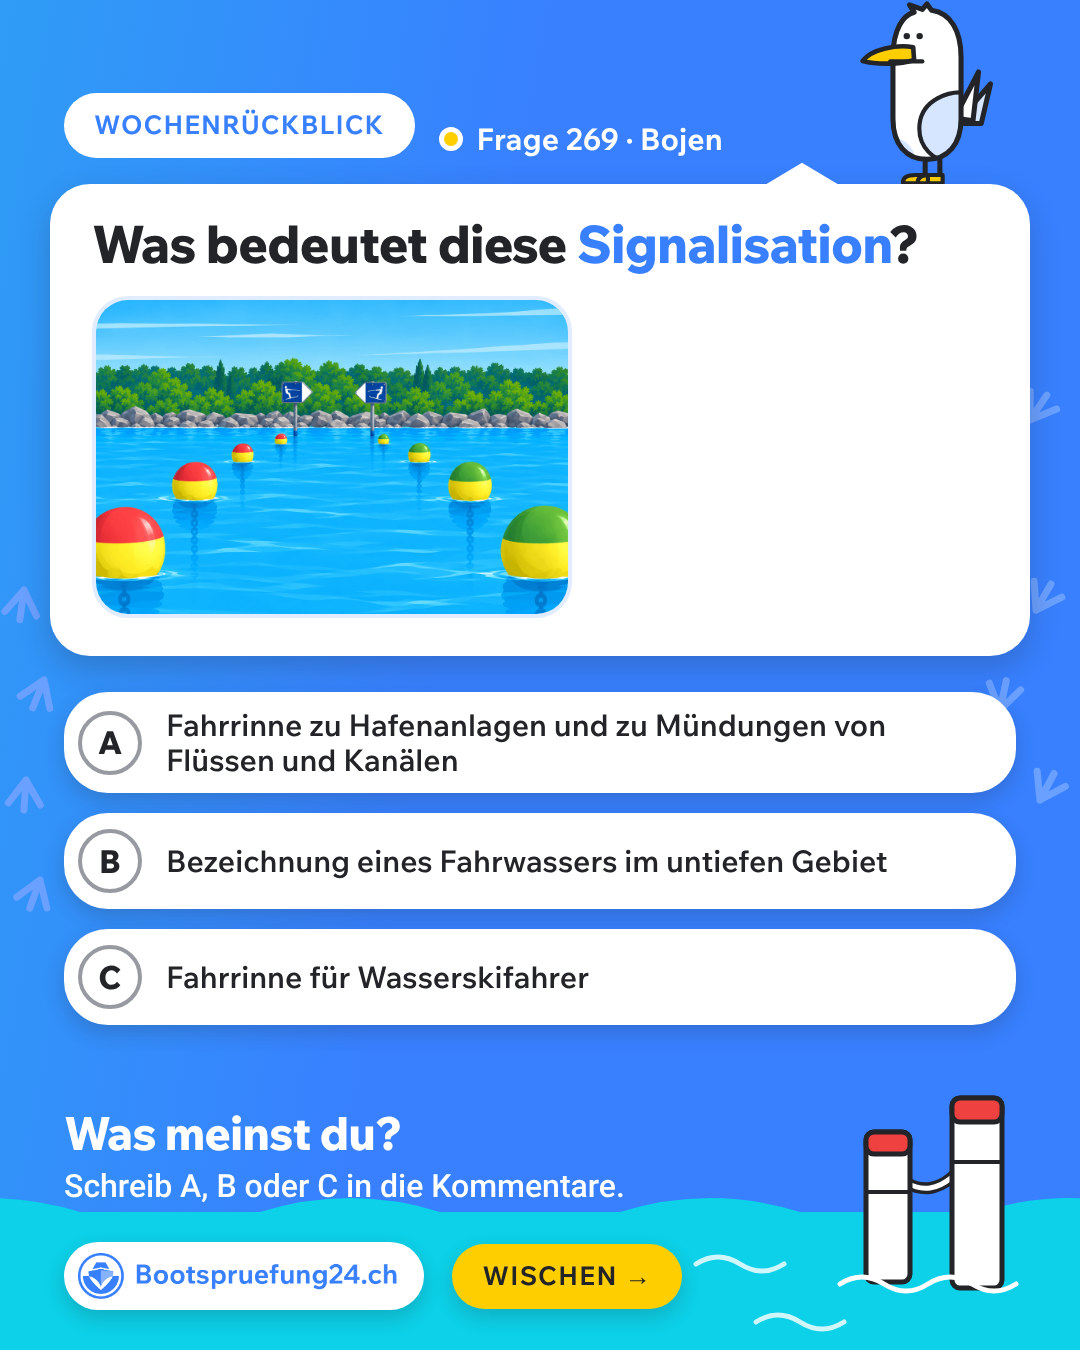 WOCHENRÜCKBLICK
Frage 269 · Bojen
Was bedeutet diese Signalisation?
A
Fahrrinne zu Hafenanlagen und zu Mündungen von
Flüssen und Kanälen
B
Bezeichnung eines Fahrwassers im untiefen Gebiet
C
Fahrrinne für Wasserskifahrer
Was meinst du?
Schreib A, B oder C in die Kommentare.
Bootspruefung24.ch
WISCHEN →